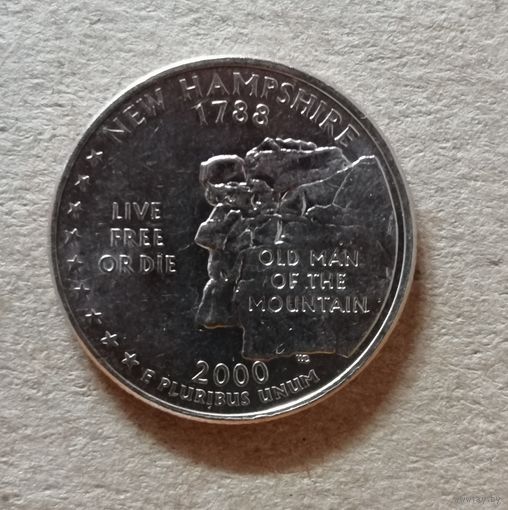 NEW HAMPSHIRE
1788
LIVE
FREE
OR DIE
OLD MAN
OF THE
MOUNTAIN
2000
E PLURIBUS UNUM